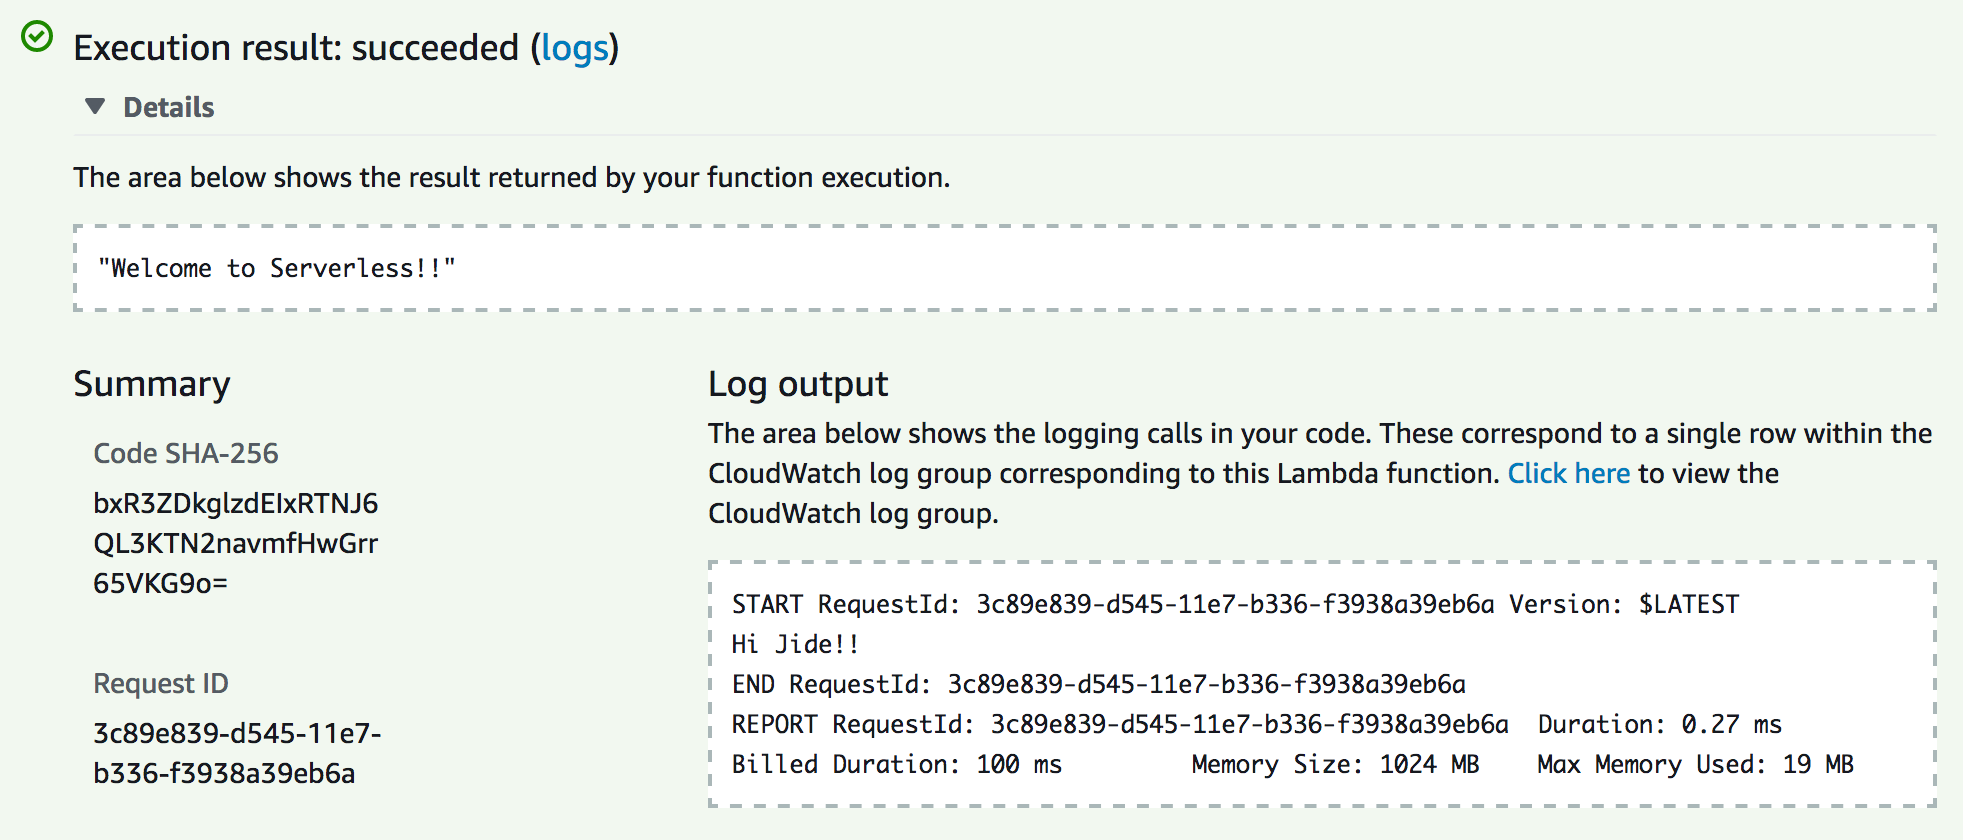 Execution result: succeeded (logs)
Details
The area below shows the result returned by your function execution.
"Welcome to Serverless!!"
Summary
Code SHA-256
bxR3ZDkglzdEIxRTNJ6
QL3KTN2navmfHwGrr
65VKG9o=
Request ID
3c89e839-d545-11e7-
b336-f3938a39eb6a
Log output
The area below shows the logging calls in your code. These correspond to a single row within the
CloudWatch log group corresponding to this Lambda function. Click here to view the
CloudWatch log group.
START RequestId: 3c89e839-d545-11e7-b336-f3938a39eb6a Version: $LATEST
Hi Jide!!
END RequestId: 3c89e839-d545-11e7-b336-f3938a39eb6a
REPORT RequestId: 3c89e839-d545-11e7-b336-f3938a39eb6a Duration: 0.27 ms
Billed Duration: 100 ms Memory Size: 1024 MB Max Memory Used: 19 MB